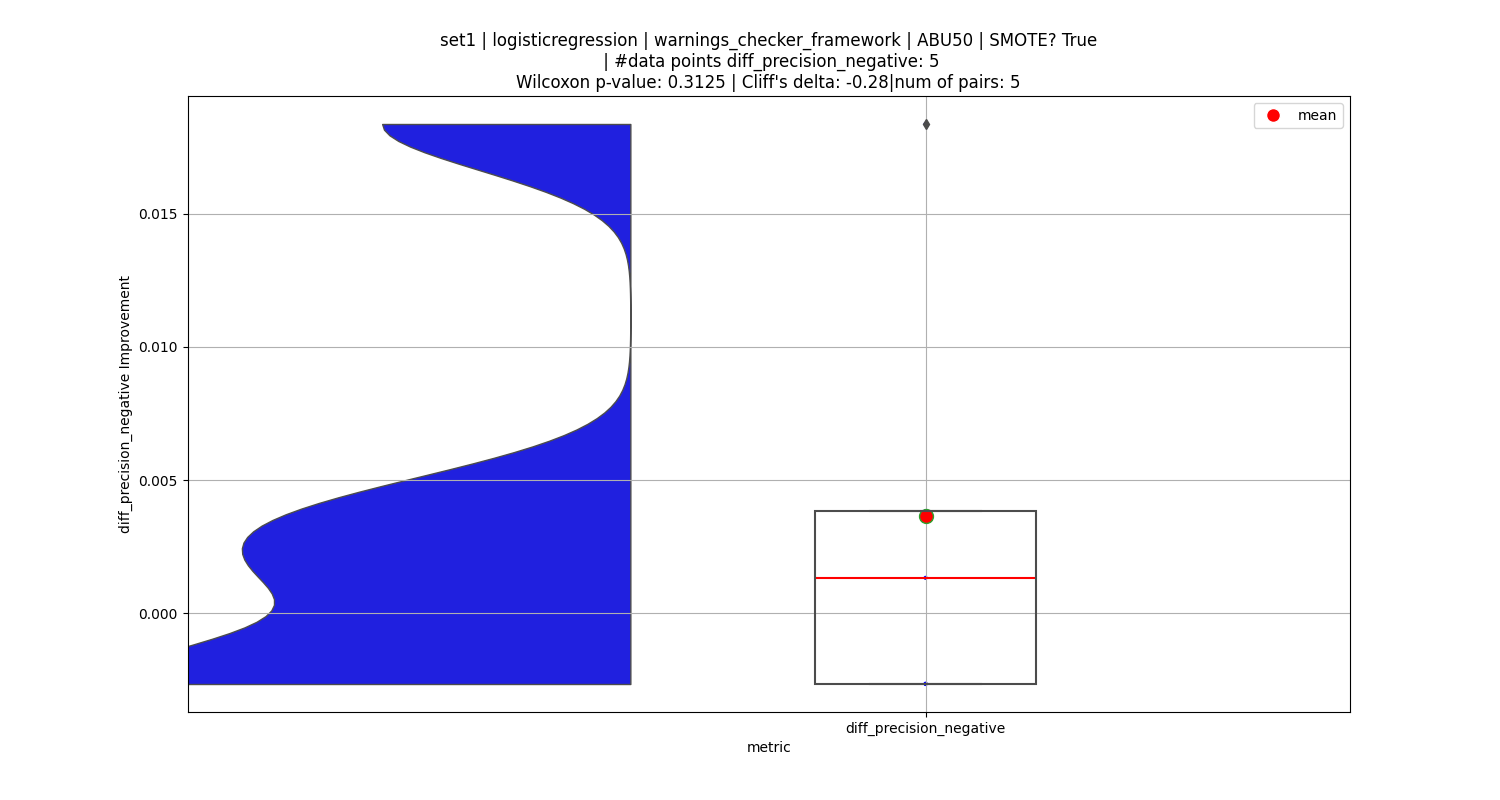 set1 | logisticregression | warnings_checker_framework | ABU50 | SMOTE? True
| #data points diff_precision_negative: 5
Wilcoxon p-value: 0.3125 | Cliff's delta: -0.28|num of pairs: 5
mean
0.015
0.010
0.005
0.000
diff_precision_negative Improvement
diff_precision_negative
metric